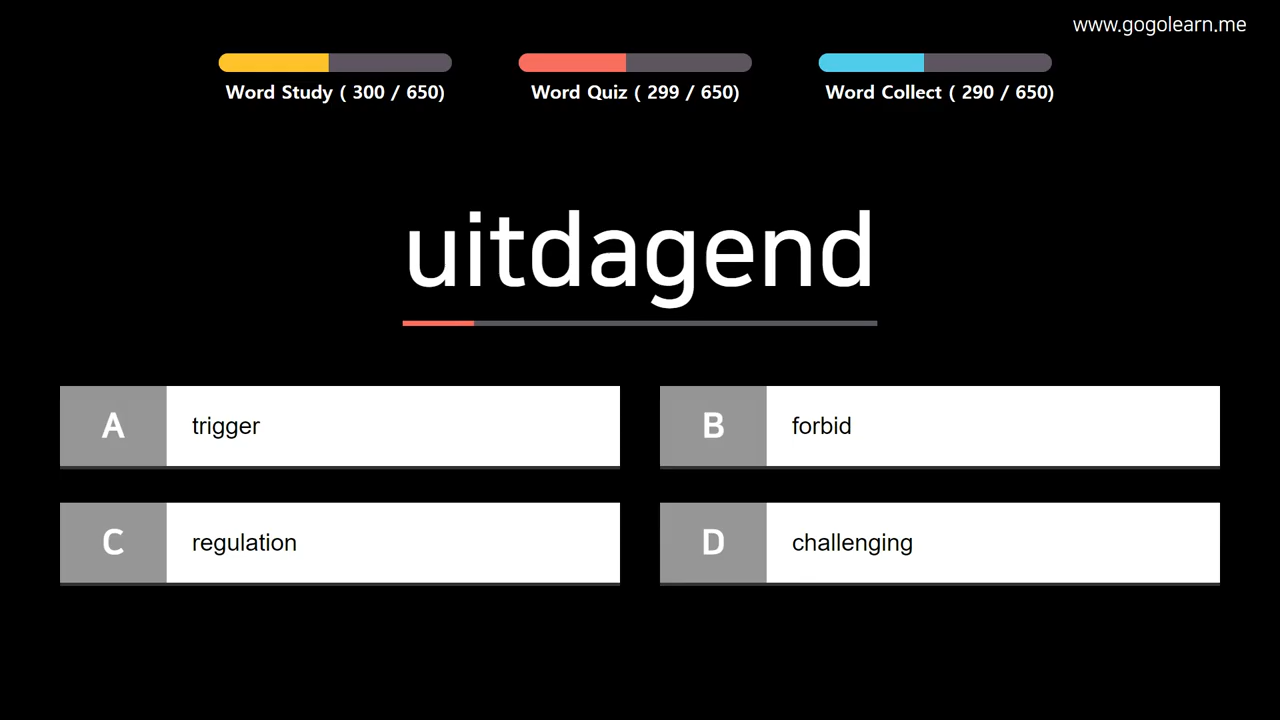 www.gogolearn.me
Word Study ( 300 / 650)
Word Quiz ( 299 / 650)
Word Collect ( 290 / 650)
uitdagend
A trigger
B forbid
C regulation
D challenging